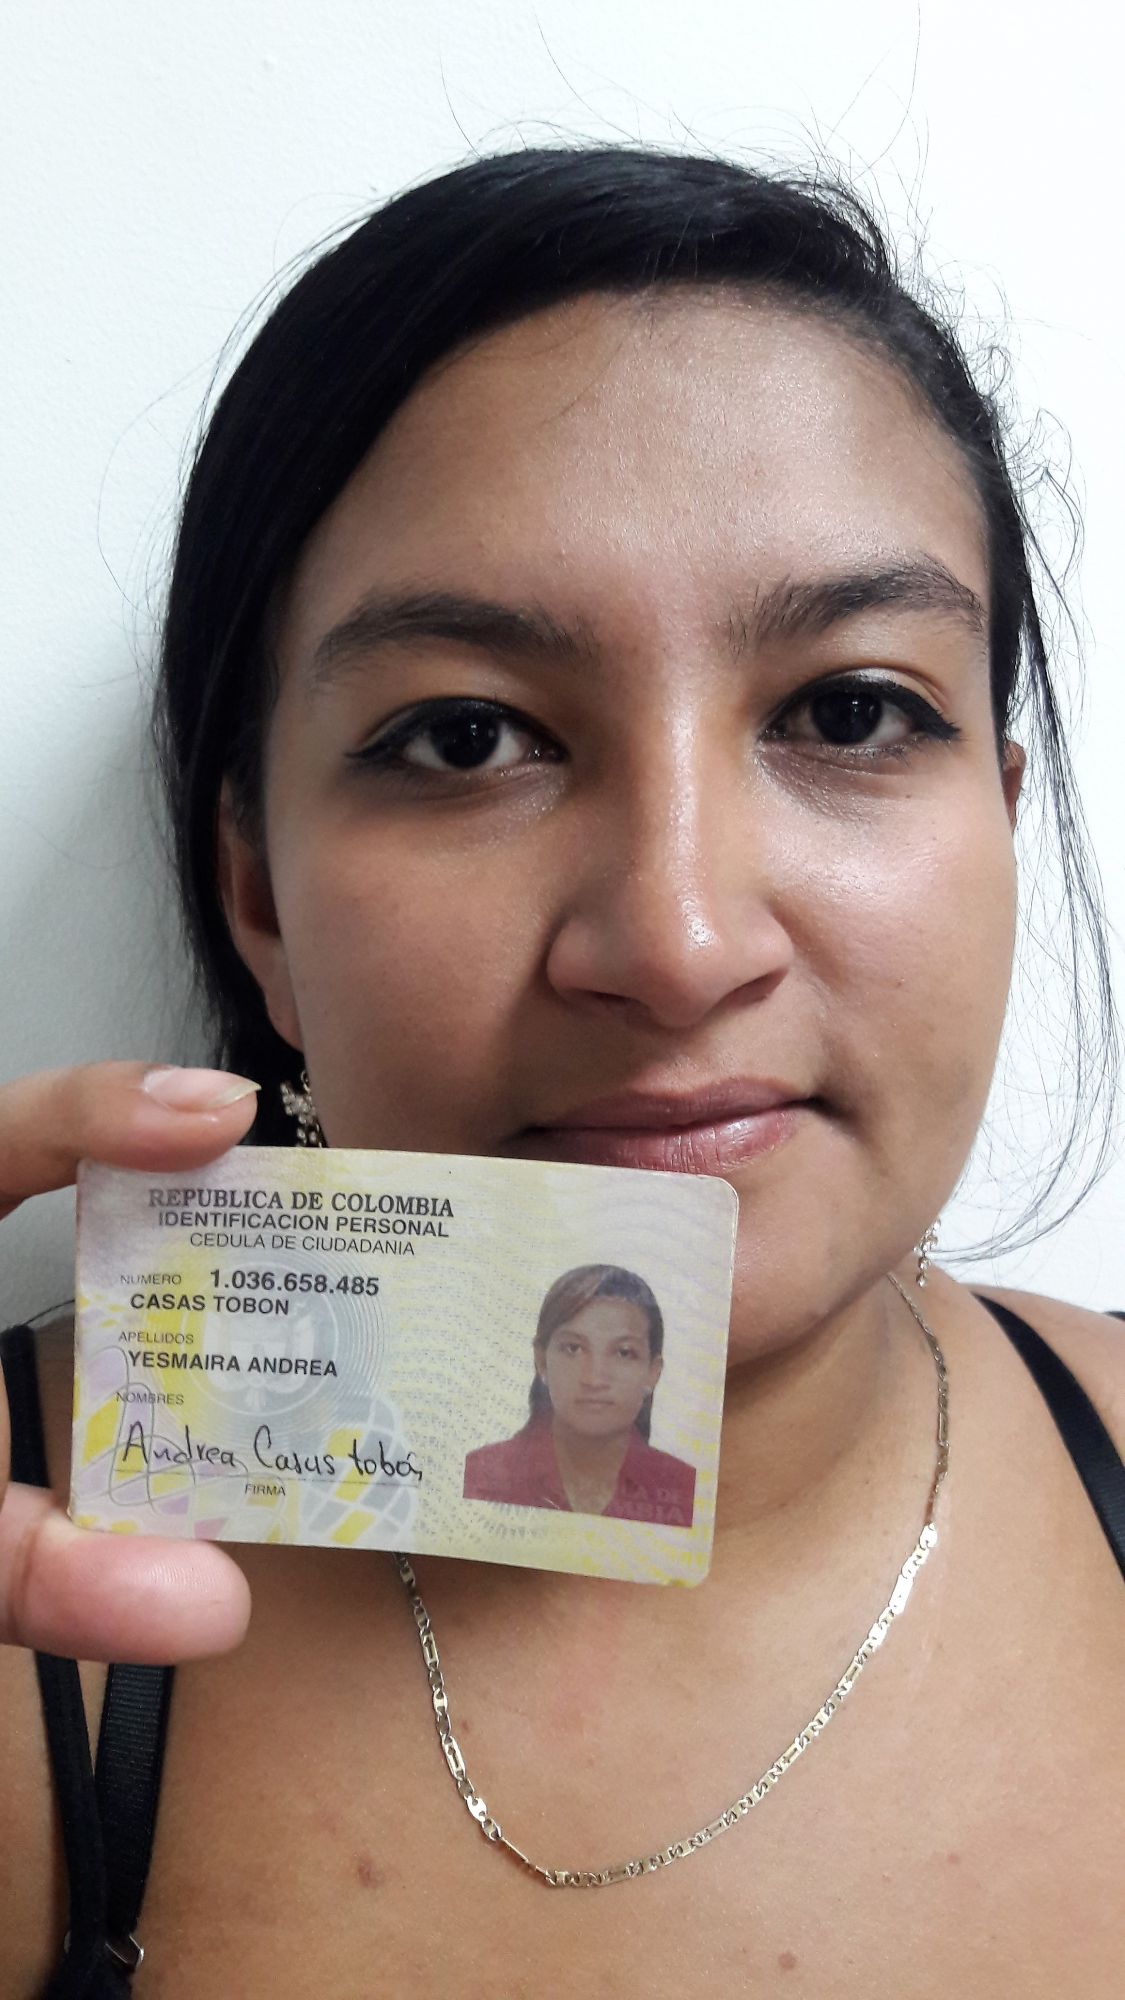 REPUBLICA DE COLOMBIA
IDENTIFICACION PERSONAL
CEDULA DE CIUDADANIA
NUMERO 1.036.658.485
CASAS TOBON
APELLIDOS
YESMAIRA ANDREA
NOMBRES
Andrea Casas tobón
FIRMA